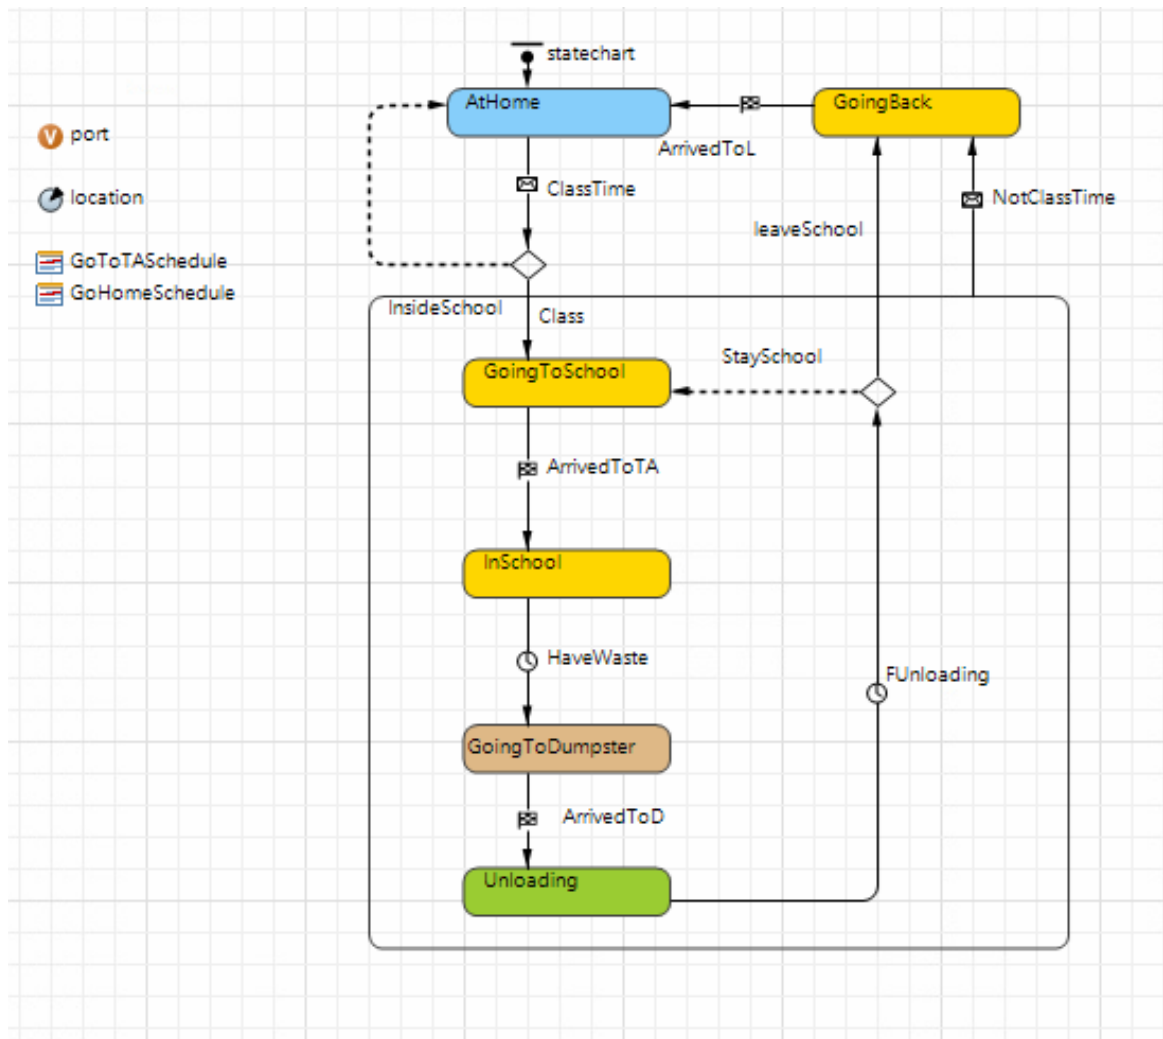 statechart
AtHome
GoingBack
port
ArrivedToL
ClassTime
location
NotClassTime
leaveSchool
GoToTASchedule
GoHomeSchedule
InsideSchool
Class
StaySchool
GoingToSchool
ArrivedToTA
InSchool
HaveWaste
FUnloading
GoingToDumpster
ArrivedToD
Unloading